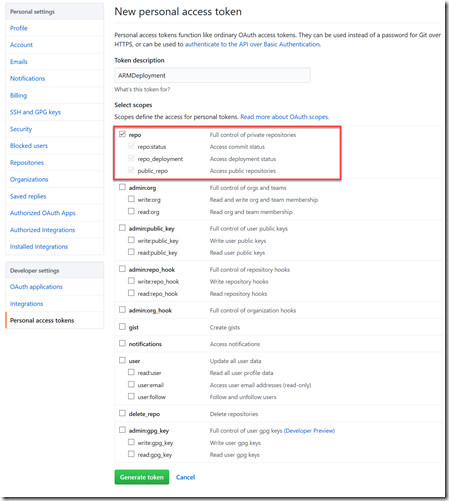 Personal settings
Profile
Account
Emails
Notifications
Billing
SSH and GPG keys
Security
Blocked users
Repositories
Organizations
Saved replies
Authorized OAuth Apps
Authorized Integrations
Installed Integrations
Developer settings
OAuth applications
Integrations
Personal access tokens
New personal access token
Personal access tokens function like ordinary OAuth access tokens. They can be used instead of a password for Git over
HTTPS, or can be used to authenticate to the API over Basic Authentication.
Token description
ARMDeployment
What's this token for?
Select scopes
Scopes define the access for personal tokens. Read more about OAuth scopes.
repo Full control of private repositories
repo:status Access commit status
repo_deployment Access deployment status
public_repo Access public repositories
admin:org Full control of orgs and teams
write:org Read and write org and team membership
read:org Read org and team membership
admin:public_key Full control of user public keys
write:public_key Write user public keys
read:public_key Read user public keys
admin:repo_hook Full control of repository hooks
write:repo_hook Write repository hooks
read:repo_hook Read repository hooks
admin:org_hook Full control of organization hooks
gist Create gists
notifications Access notifications
user Update all user data
read:user Read all user profile data
user:email Access user email addresses (read-only)
user:follow Follow and unfollow users
delete_repo Delete repositories
admin:gpg_key Full control of user gpg keys (Developer Preview)
write:gpg_key Write user gpg keys
read:gpg_key Read user gpg keys
Generate token Cancel